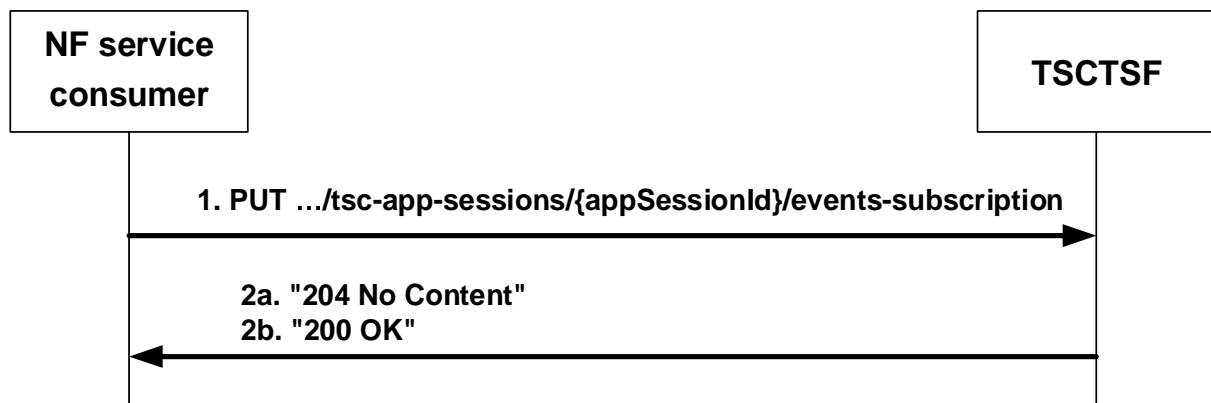 NF service
consumer
TSCTSF
1. PUT …/tsc-app-sessions/{appSessionId}/events-subscription
2a. "204 No Content"
2b. "200 OK"